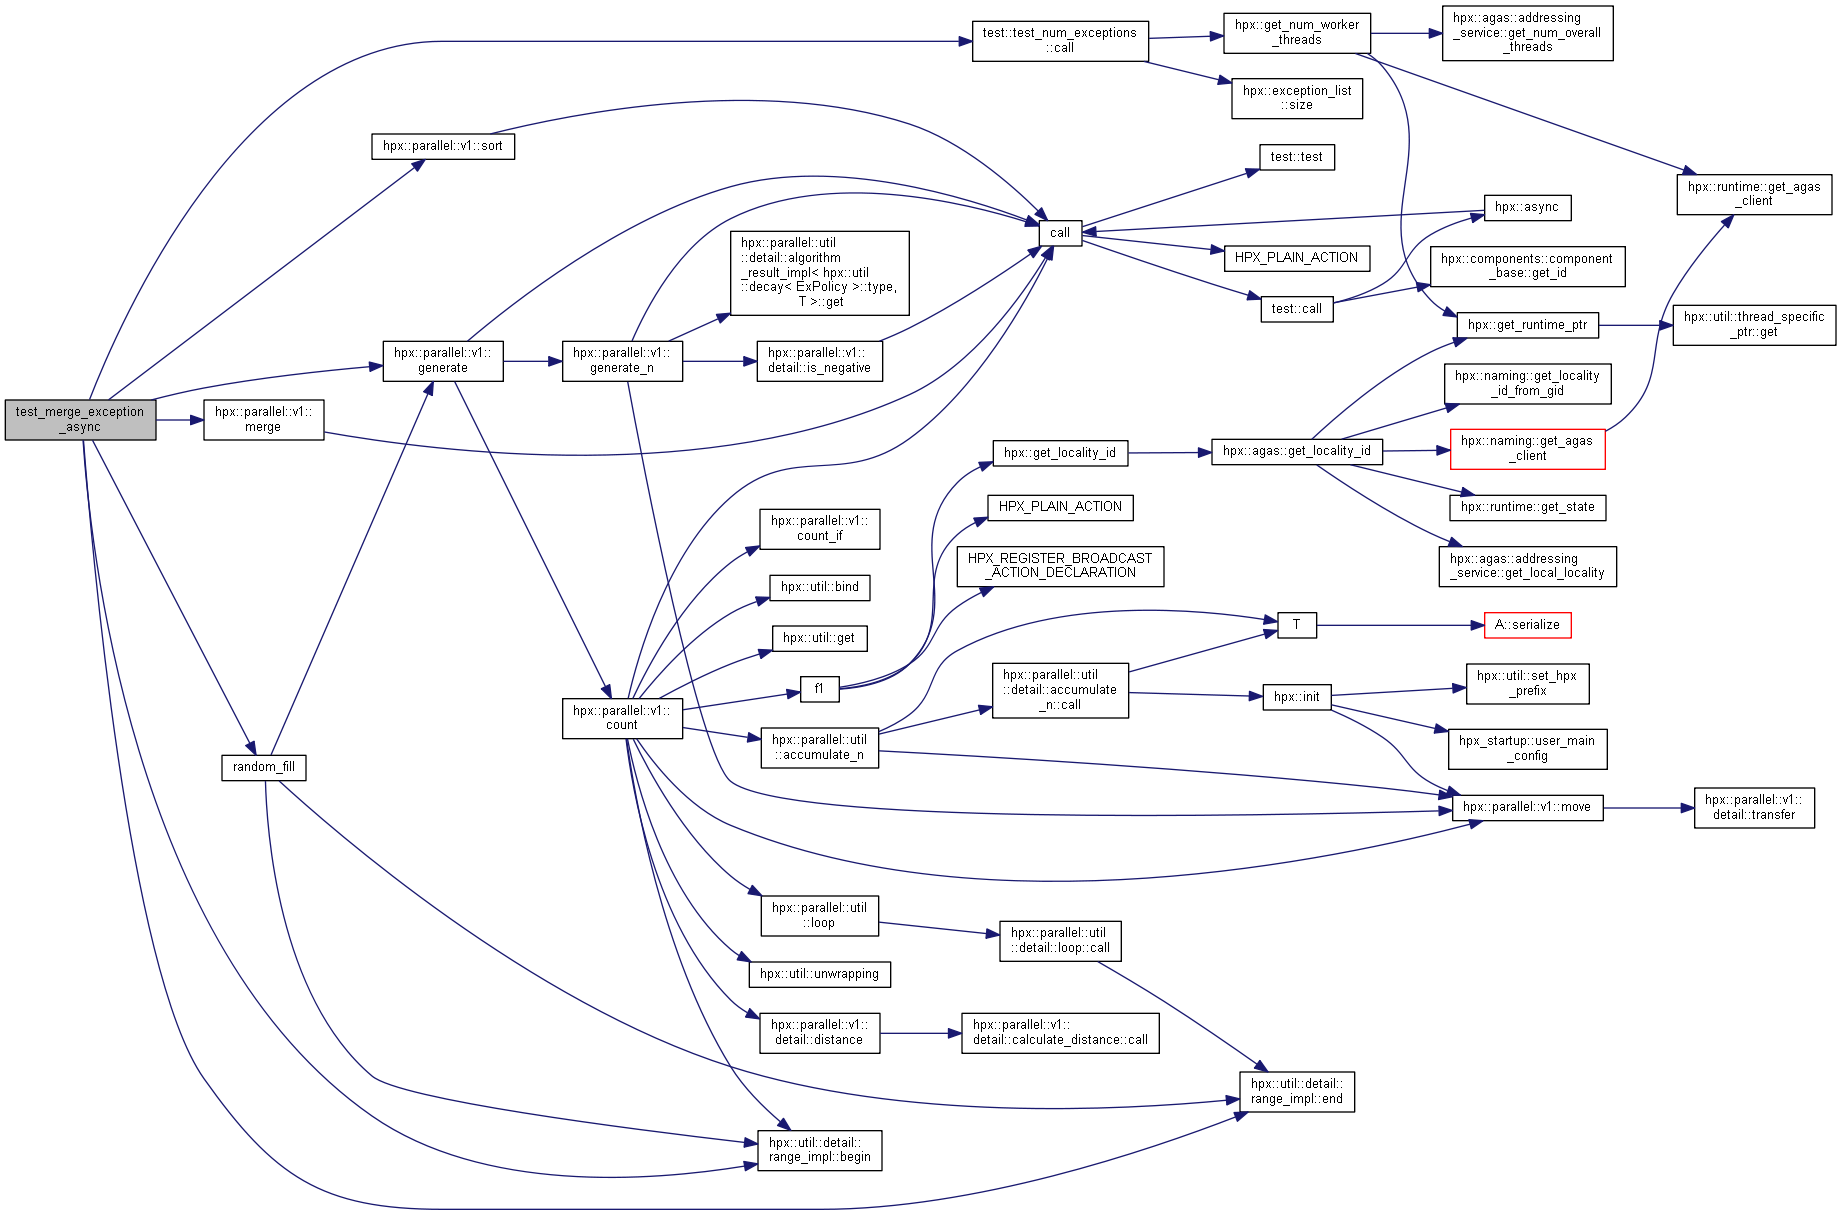 test_merge_exception
_async
hpx::parallel::v1::sort
hpx::parallel::v1::
generate
hpx::parallel::v1::
merge
random_fill
hpx::parallel::v1::
generate_n
hpx::parallel::v1::
count
hpx::parallel::util
::detail::algorithm
_result_impl< hpx::util
::decay< ExPolicy >::type,
T >::get
hpx::parallel::v1::
detail::is_negative
hpx::parallel::v1::
count_if
hpx::util::bind
hpx::util::get
f1
hpx::parallel::util
::accumulate_n
hpx::parallel::util
::loop
hpx::util::unwrapping
hpx::parallel::v1::
detail::distance
hpx::util::detail::
range_impl::begin
test::test_num_exceptions
::call
call
hpx::get_locality_id
HPX_PLAIN_ACTION
HPX_REGISTER_BROADCAST
_ACTION_DECLARATION
hpx::parallel::util
::detail::accumulate
_n::call
hpx::parallel::util
::detail::loop::call
hpx::parallel::v1::
detail::calculate_distance::call
hpx::get_num_worker
_threads
hpx::exception_list
::size
test::test
HPX_PLAIN_ACTION
test::call
hpx::agas::get_locality_id
T
hpx::init
hpx::util::detail::
range_impl::end
hpx::agas::addressing
_service::get_num_overall
_threads
hpx::async
hpx::components::component
_base::get_id
hpx::get_runtime_ptr
hpx::naming::get_locality
_id_from_gid
hpx::naming::get_agas
_client
hpx::runtime::get_state
hpx::agas::addressing
_service::get_local_locality
A::serialize
hpx::util::set_hpx
_prefix
hpx_startup::user_main
_config
hpx::parallel::v1::move
hpx::runtime::get_agas
_client
hpx::util::thread_specific
_ptr::get
hpx::parallel::v1::
detail::transfer